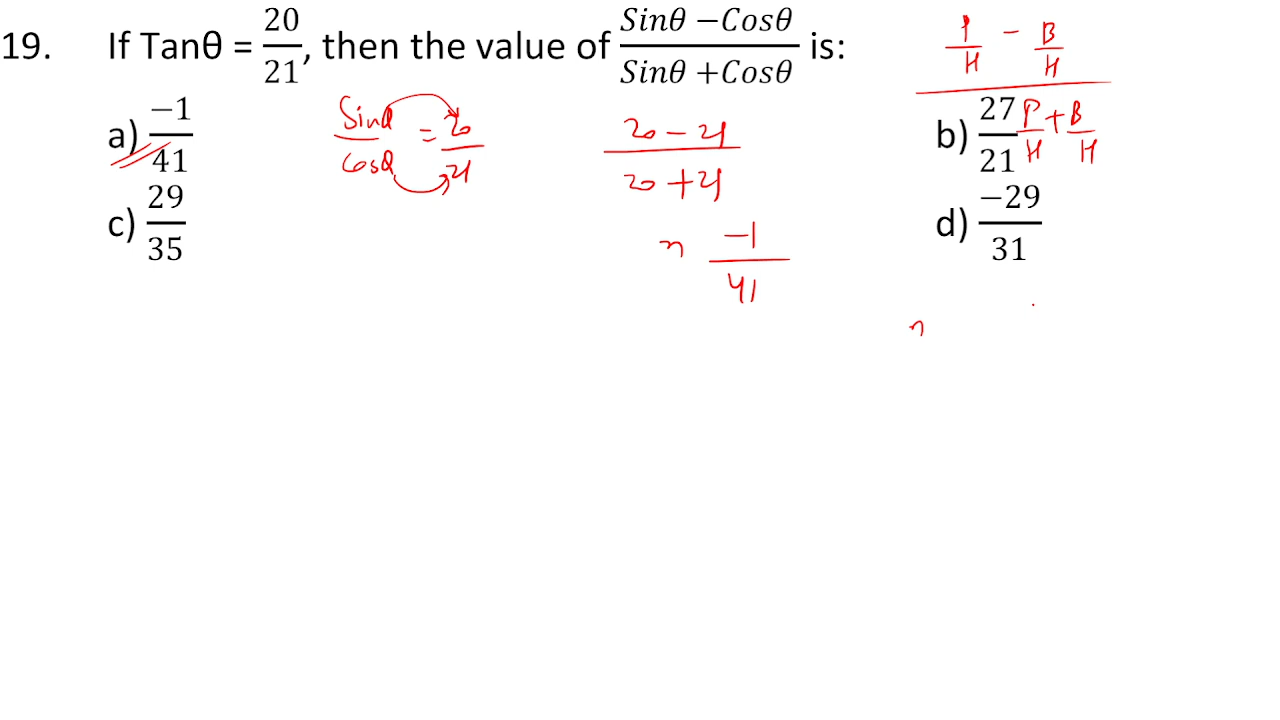 19. If Tanθ = 20/21, then the value of (Sinθ − Cosθ)/(Sinθ + Cosθ) is:
P/H − B/H
P/H + B/H
a) −1/41
b) 27/21
c) 29/35
d) −29/31
Sinθ/Cosθ = 20/21
20 − 21
20 + 21
−1/41